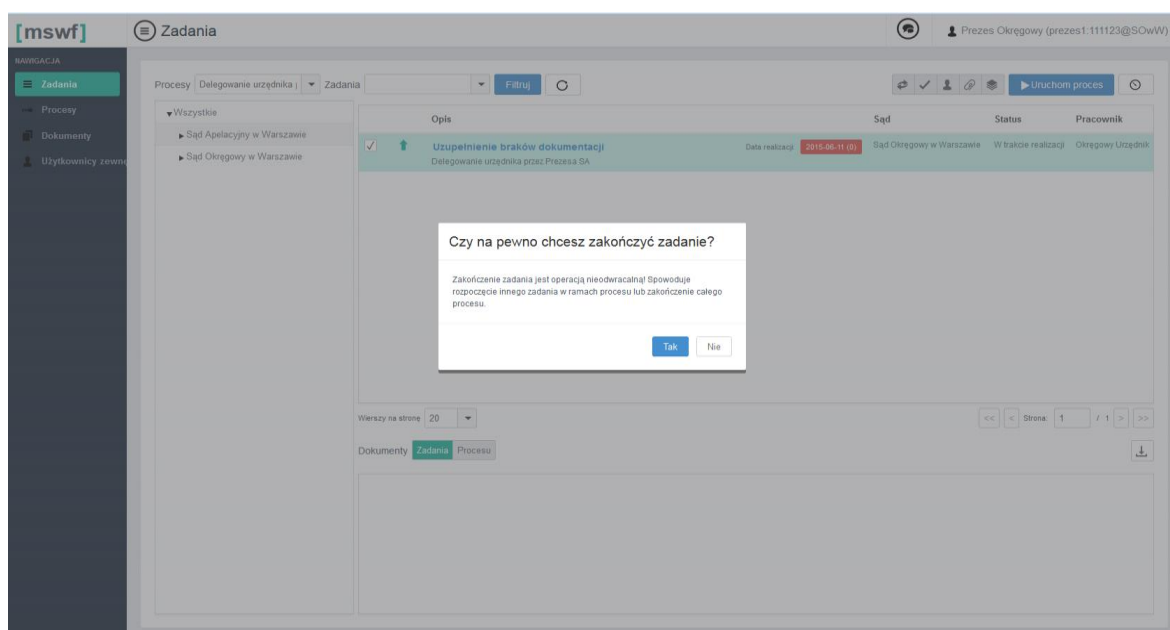 [mswf]
Zadania
Prezes Okręgowy (prezes1.111123@SOwW)
NAWIGACJA
Zadania
Procesy
Dokumenty
Użytkownicy zewnę
Procesy Delegowanie urzędnika Zadania Filtruj Uruchom proces
Wszystkie
Sąd Apelacyjny w Warszawie
Sąd Okręgowy w Warszawie
Opis Sąd Status Pracownik
Uzupełnienie braków dokumentacji Data realizacji 2015-06-11 (0) Sąd Okręgowy w Warszawie W trakcie realizacji Okręgowy Urzędnik
Delegowanie urzędnika przez Prezesa SA
Czy na pewno chcesz zakończyć zadanie?
Zakończenie zadania jest operacją nieodwracalną! Spowoduje
rozpoczęcie innego zadania w ramach procesu lub zakończenie całego
procesu.
Tak Nie
Wierszy na stronę 20 << < Strona: 1 / 1 > >>
Dokumenty Zadania Procesu